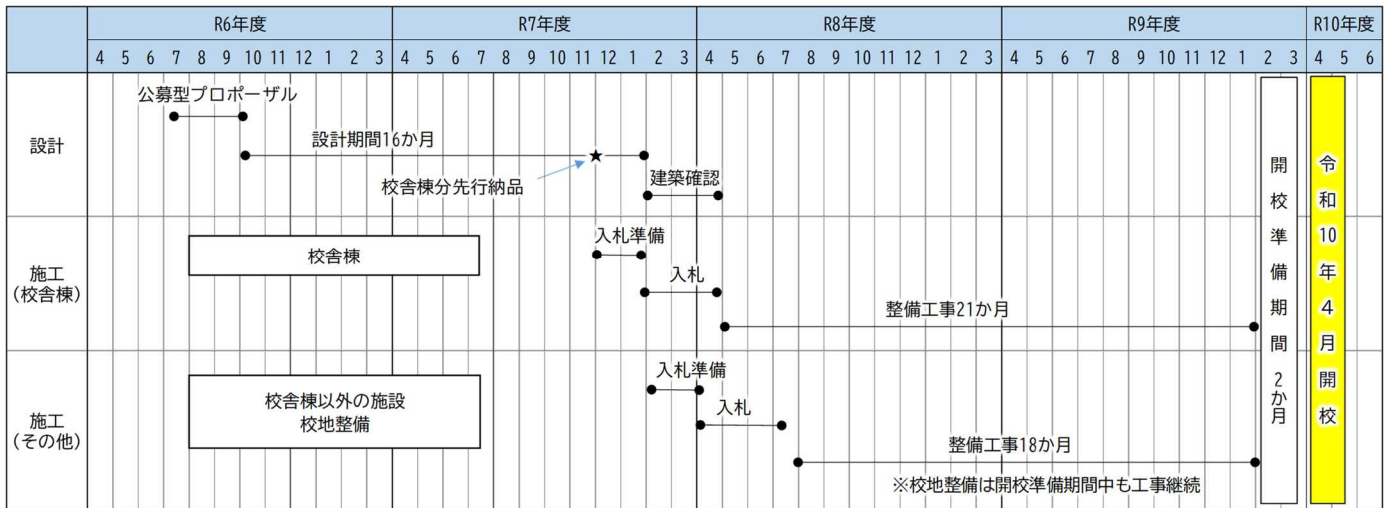 R6年度 R7年度 R8年度 R9年度 R10年度
4 5 6 7 8 9 10 11 12 1 2 3 4 5 6 7 8 9 10 11 12 1 2 3 4 5 6 7 8 9 10 11 12 1 2 3 4 5 6 7 8 9 10 11 12 1 2 3 4 5 6
設計
公募型プロポーザル
設計期間16か月
★
校舎棟分先行納品
建築確認
施工
(校舎棟)
校舎棟
入札準備
入札
整備工事21か月
施工
(その他)
校舎棟以外の施設
校地整備
入札準備
入札
整備工事18か月
※校地整備は開校準備期間中も工事継続
開校準備期間2か月
令和10年4月開校